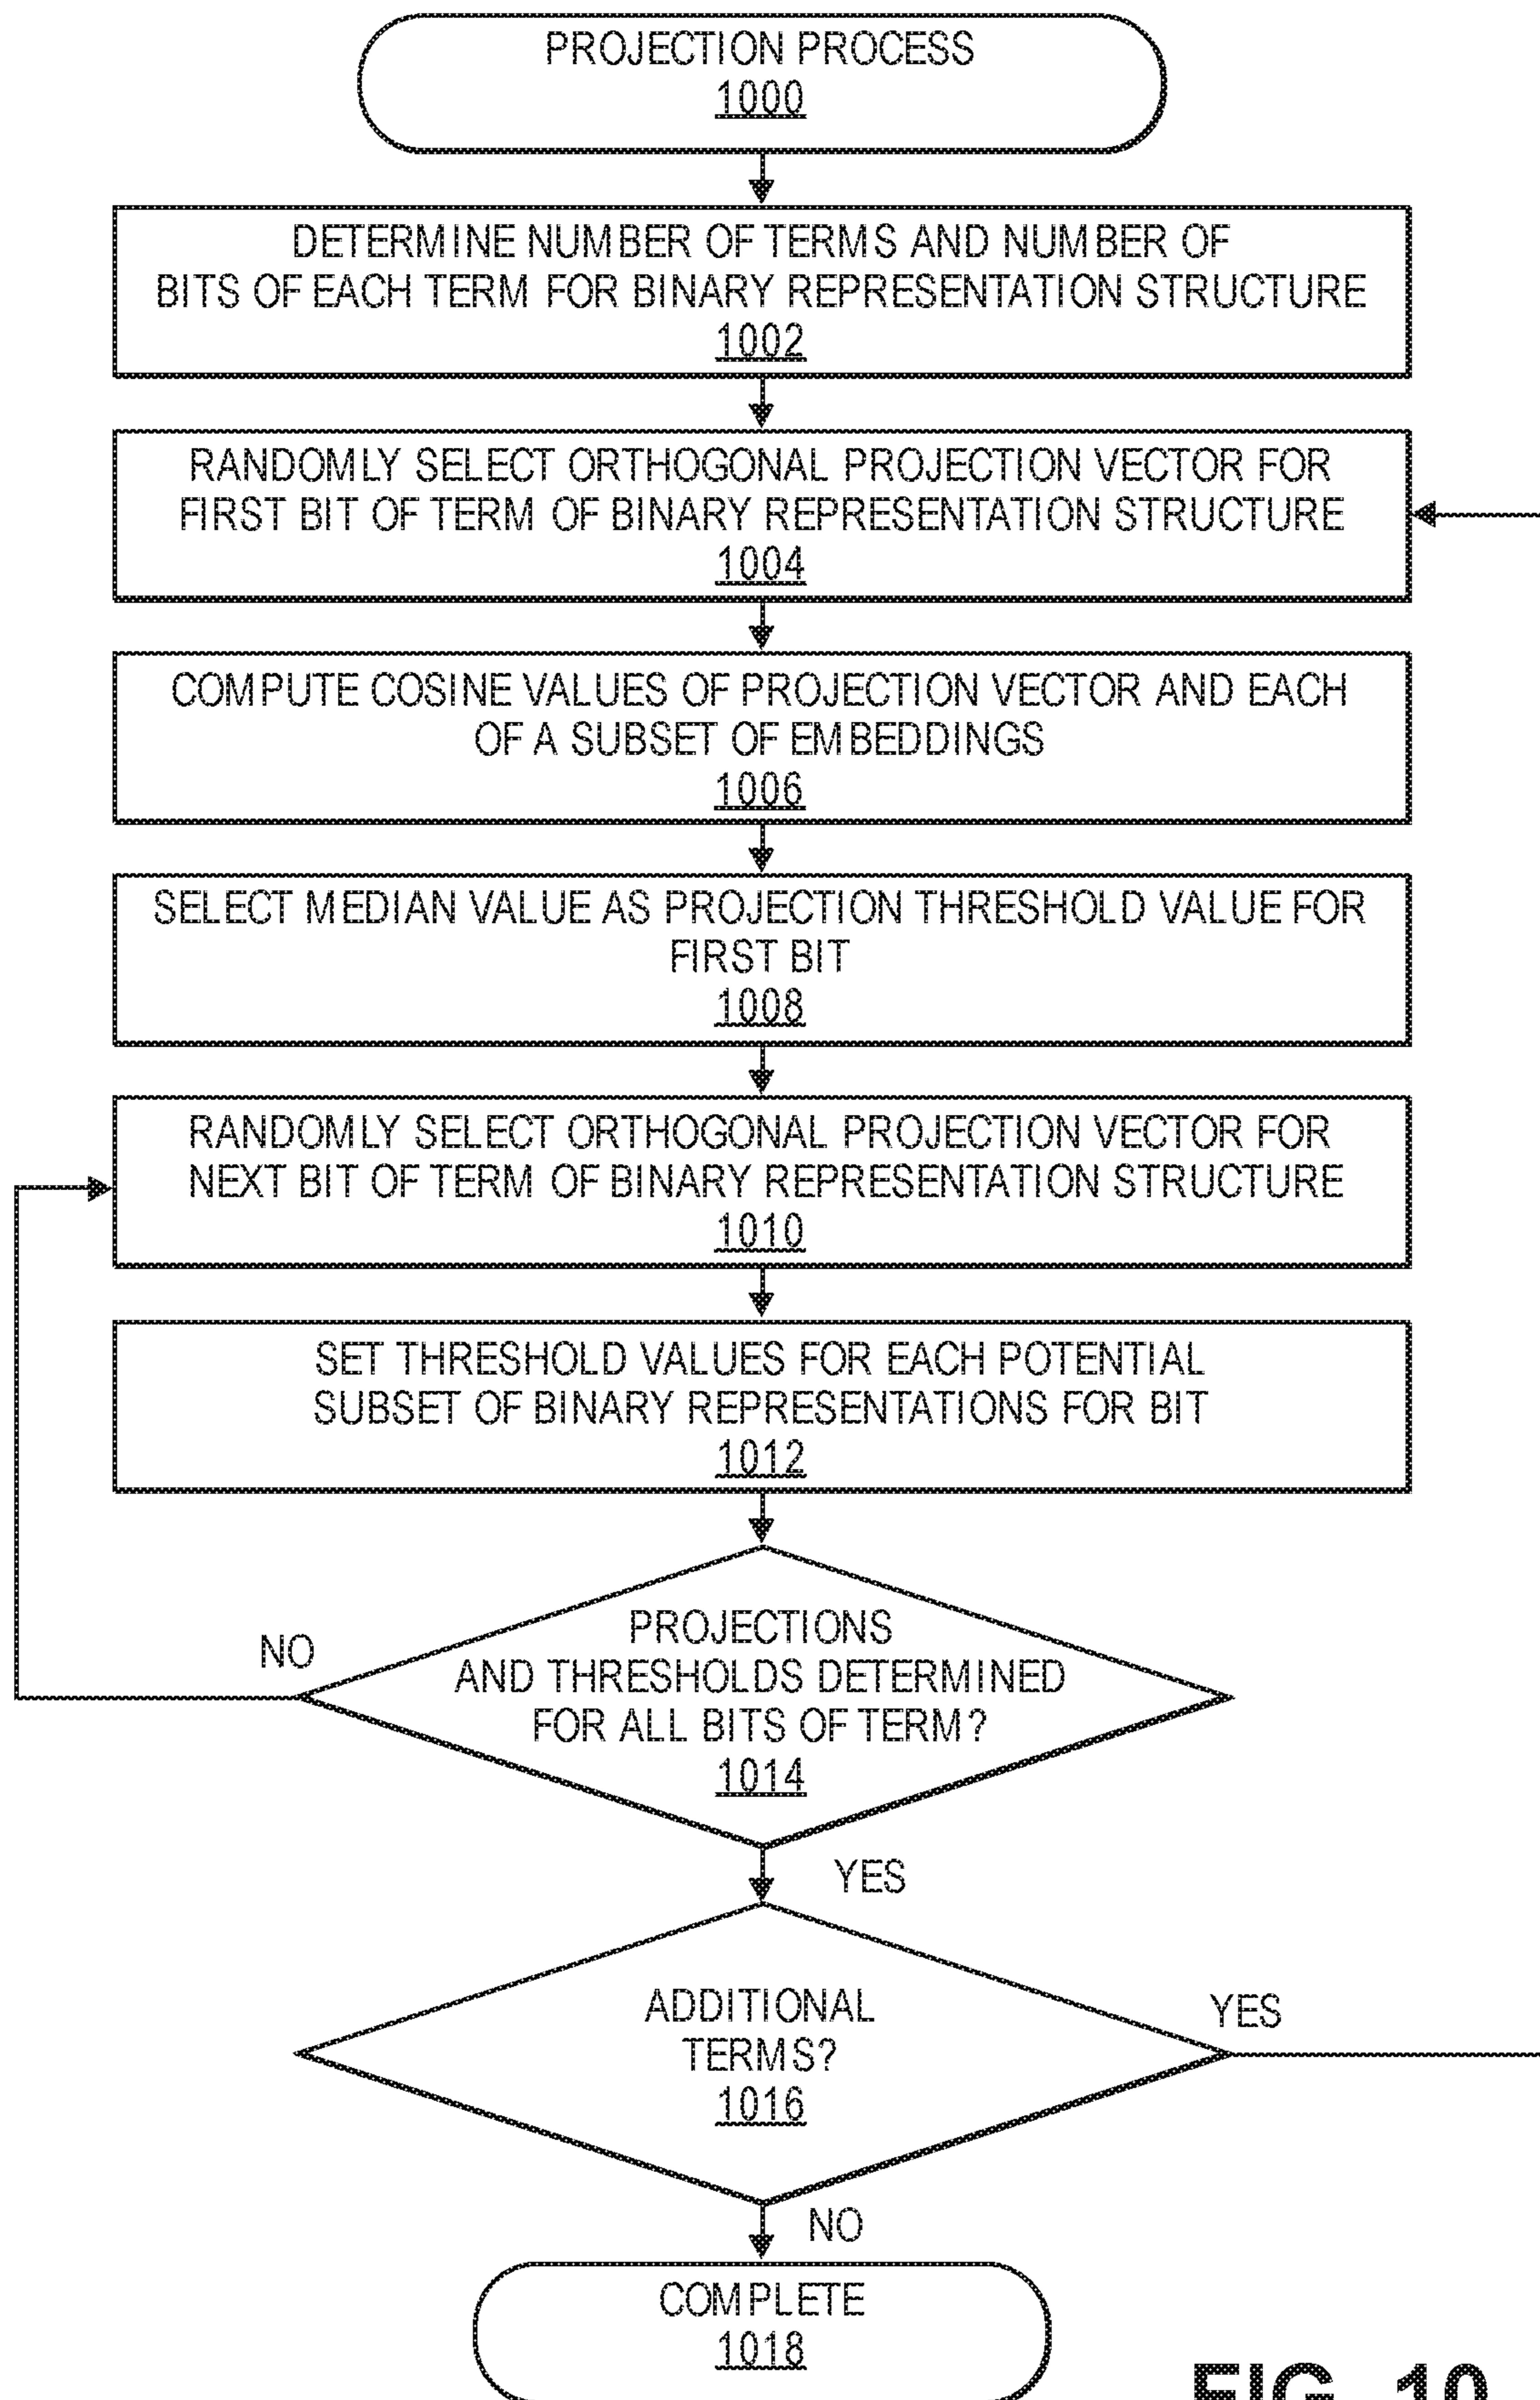 PROJECTION PROCESS
1000
DETERMINE NUMBER OF TERMS AND NUMBER OF
BITS OF EACH TERM FOR BINARY REPRESENTATION STRUCTURE
1002
RANDOMLY SELECT ORTHOGONAL PROJECTION VECTOR FOR
FIRST BIT OF TERM OF BINARY REPRESENTATION STRUCTURE
1004
COMPUTE COSINE VALUES OF PROJECTION VECTOR AND EACH
OF A SUBSET OF EMBEDDINGS
1006
SELECT MEDIAN VALUE AS PROJECTION THRESHOLD VALUE FOR
FIRST BIT
1008
RANDOMLY SELECT ORTHOGONAL PROJECTION VECTOR FOR
NEXT BIT OF TERM OF BINARY REPRESENTATION STRUCTURE
1010
SET THRESHOLD VALUES FOR EACH POTENTIAL
SUBSET OF BINARY REPRESENTATIONS FOR BIT
1012
NO
PROJECTIONS
AND THRESHOLDS DETERMINED
FOR ALL BITS OF TERM?
1014
YES
ADDITIONAL
TERMS?
1016
YES
NO
COMPLETE
1018
FIG. 10